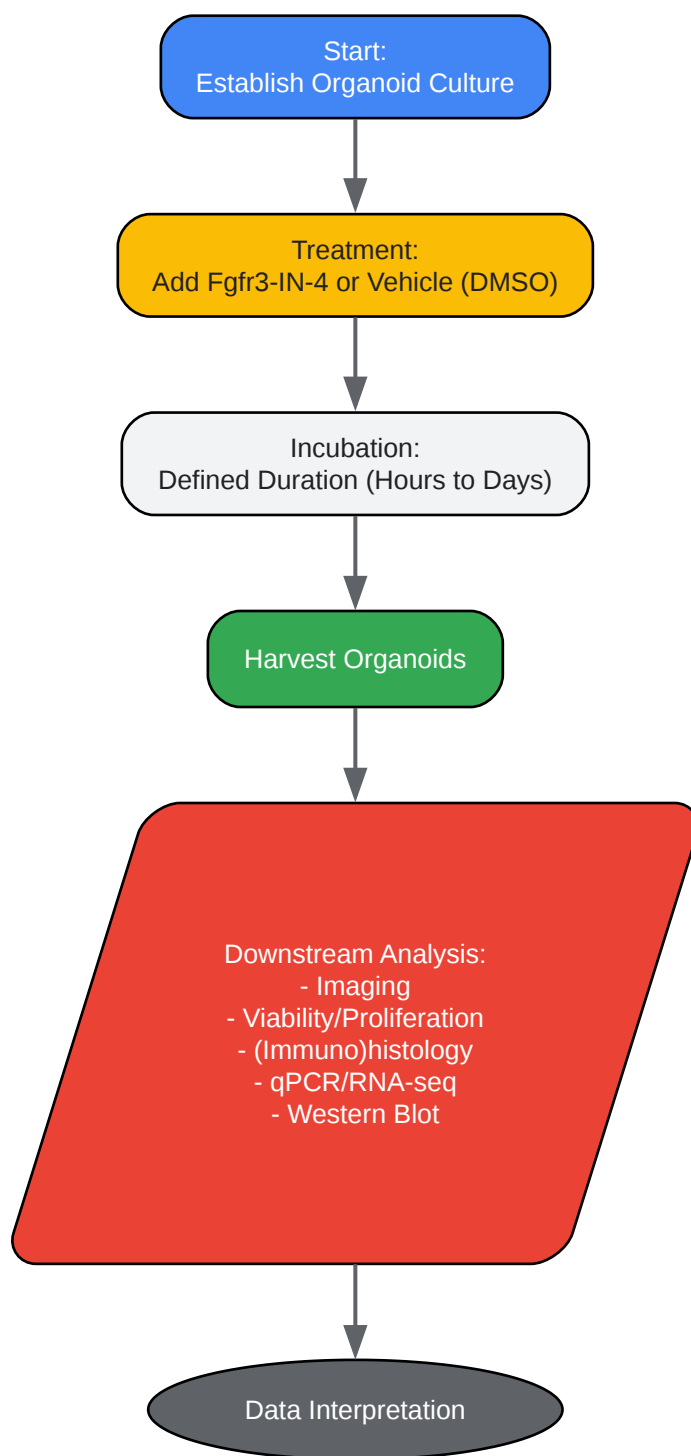 Start:
Establish Organoid Culture
Treatment:
Add Fgfr3-IN-4 or Vehicle (DMSO)
Incubation:
Defined Duration (Hours to Days)
Harvest Organoids
Downstream Analysis:
- Imaging
- Viability/Proliferation
- (Immuno)histology
- qPCR/RNA-seq
- Western Blot
Data Interpretation